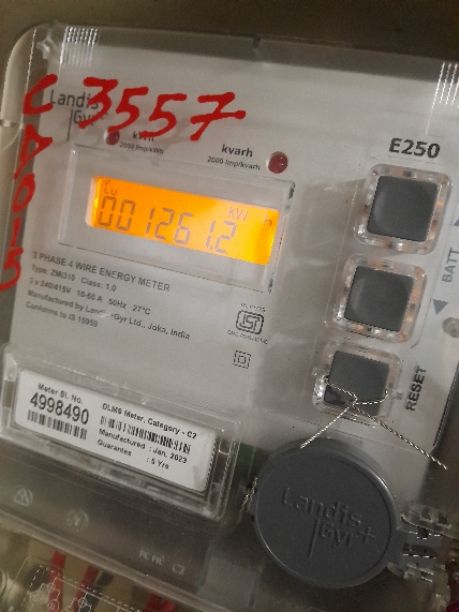 C 3557
CA015
Landis
Gyr+
kWh
2000 Imp/kWh
kvarh
2000 Imp/kvarh
E250
Cu
001261.2
3 PHASE 4 WIRE ENERGY METER
Class: 1.0
3 x 240/415V 10-60 A 50Hz 27°C
Manufactured by Landis+Gyr Ltd., Joka, India
Conforms to IS 15959
BATT
RESET
Meter Sl. No.
4998490
DLMS Meter, Category - C2
Manufactured : Jan, 2023
Guarantee : 5 Yrs
Landis
Gyr+